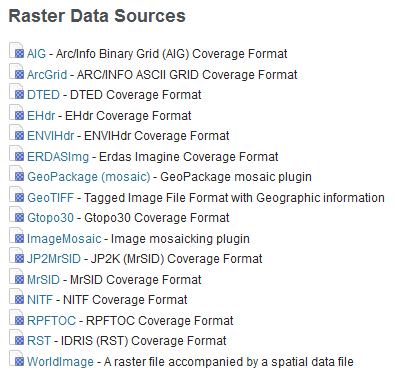 Raster Data Sources
AIG - Arc/Info Binary Grid (AIG) Coverage Format
ArcGrid - ARC/INFO ASCII GRID Coverage Format
DTED - DTED Coverage Format
EHdr - EHdr Coverage Format
ENVIHdr - ENVIHdr Coverage Format
ERDASImg - Erdas Imagine Coverage Format
GeoPackage (mosaic) - GeoPackage mosaic plugin
GeoTIFF - Tagged Image File Format with Geographic information
Gtopo30 - Gtopo30 Coverage Format
ImageMosaic - Image mosaicking plugin
JP2MrSID - JP2K (MrSID) Coverage Format
MrSID - MrSID Coverage Format
NITF - NITF Coverage Format
RPFTOC - RPFTOC Coverage Format
RST - IDRIS (RST) Coverage Format
WorldImage - A raster file accompanied by a spatial data file